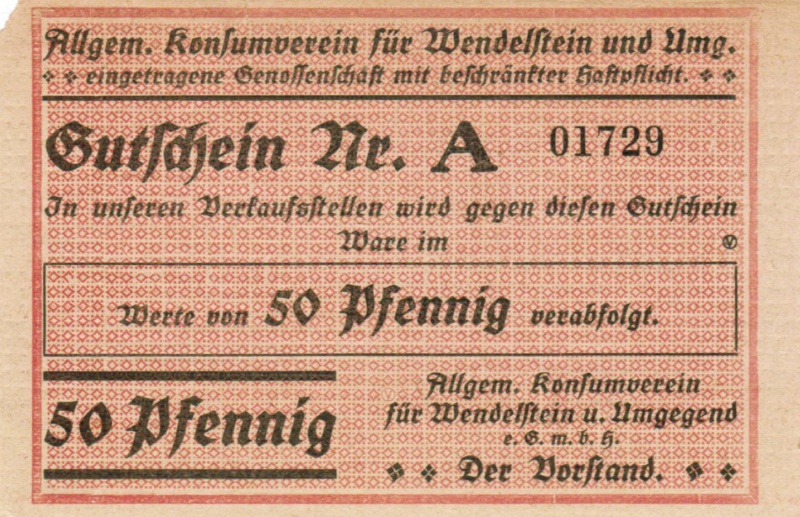 Allgem. Konsumverein für Wendelstein und Umg.
eingetragene Genossenschaft mit beschränkter Haftpflicht.
Gutschein Nr. A 01729
In unseren Verkaufsstellen wird gegen diesen Gutschein
Ware im
Werte von 50 Pfennig verabfolgt.
50 Pfennig
Allgem. Konsumverein
für Wendelstein u. Umgegend
e. G. m. b. H.
Der Vorstand.